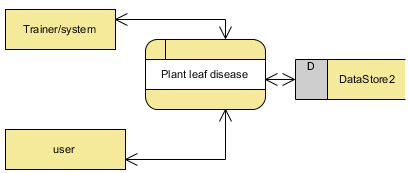 Trainer/system
Plant leaf disease
D
DataStore2
user